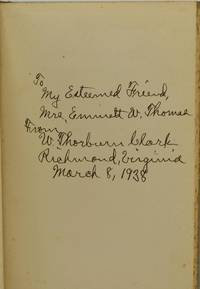 To
My Esteemed Friend,
Mrs. Emmett W. Thomas
From
W. Thorburn Clark
Richmond, Virginia
March 8, 1938